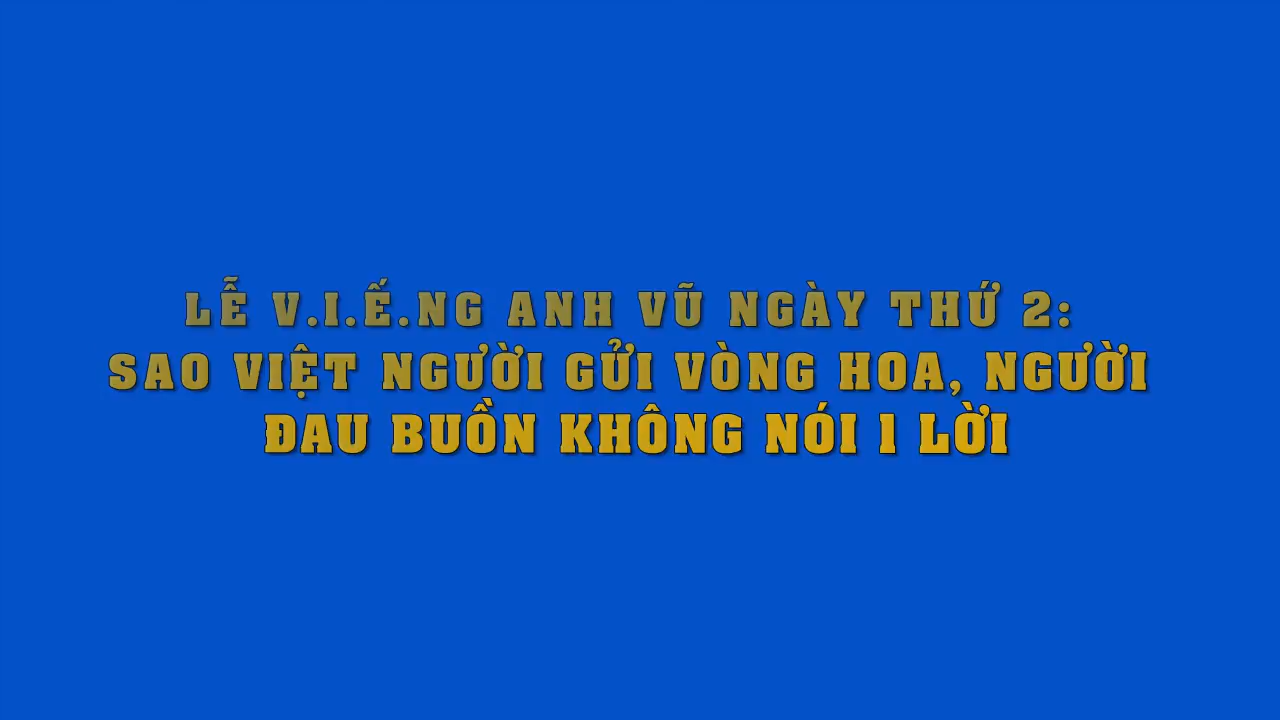 LỄ V.I.Ế.NG ANH VŨ NGÀY THỨ 2:
SAO VIỆT NGƯỜI GỬI VÒNG HOA, NGƯỜI
ĐAU BUỒN KHÔNG NÓI 1 LỜI